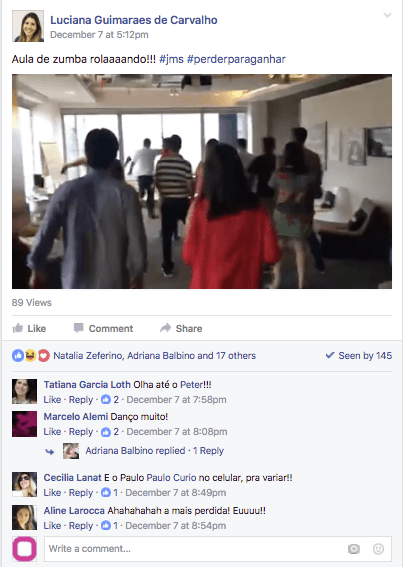 Luciana Guimaraes de Carvalho
December 7 at 5:12pm
Aula de zumba rolaaaando!!! #jms #perderparaganhar
89 Views
Like Comment Share
Natalia Zeferino, Adriana Balbino and 17 others Seen by 145
Tatiana Garcia Loth Olha até o Peter!!!
Like · Reply · 2 · December 7 at 7:58pm
Marcelo Alemi Danço muito!
Like · Reply · 2 · December 7 at 8:08pm
Adriana Balbino replied · 1 Reply
Cecilia Lanat E o Paulo Paulo Curio no celular, pra variar!!
Like · Reply · 1 · December 7 at 8:49pm
Aline Larocca Ahahahahah a mais perdida! Euuuu!!
Like · Reply · 1 · December 7 at 8:54pm
Write a comment...